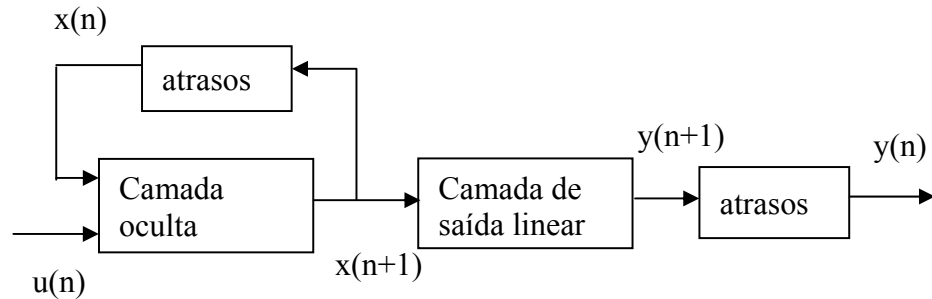 x(n)
atrasos
y(n+1)
y(n)
Camada
oculta
Camada de
saída linear
atrasos
x(n+1)
u(n)